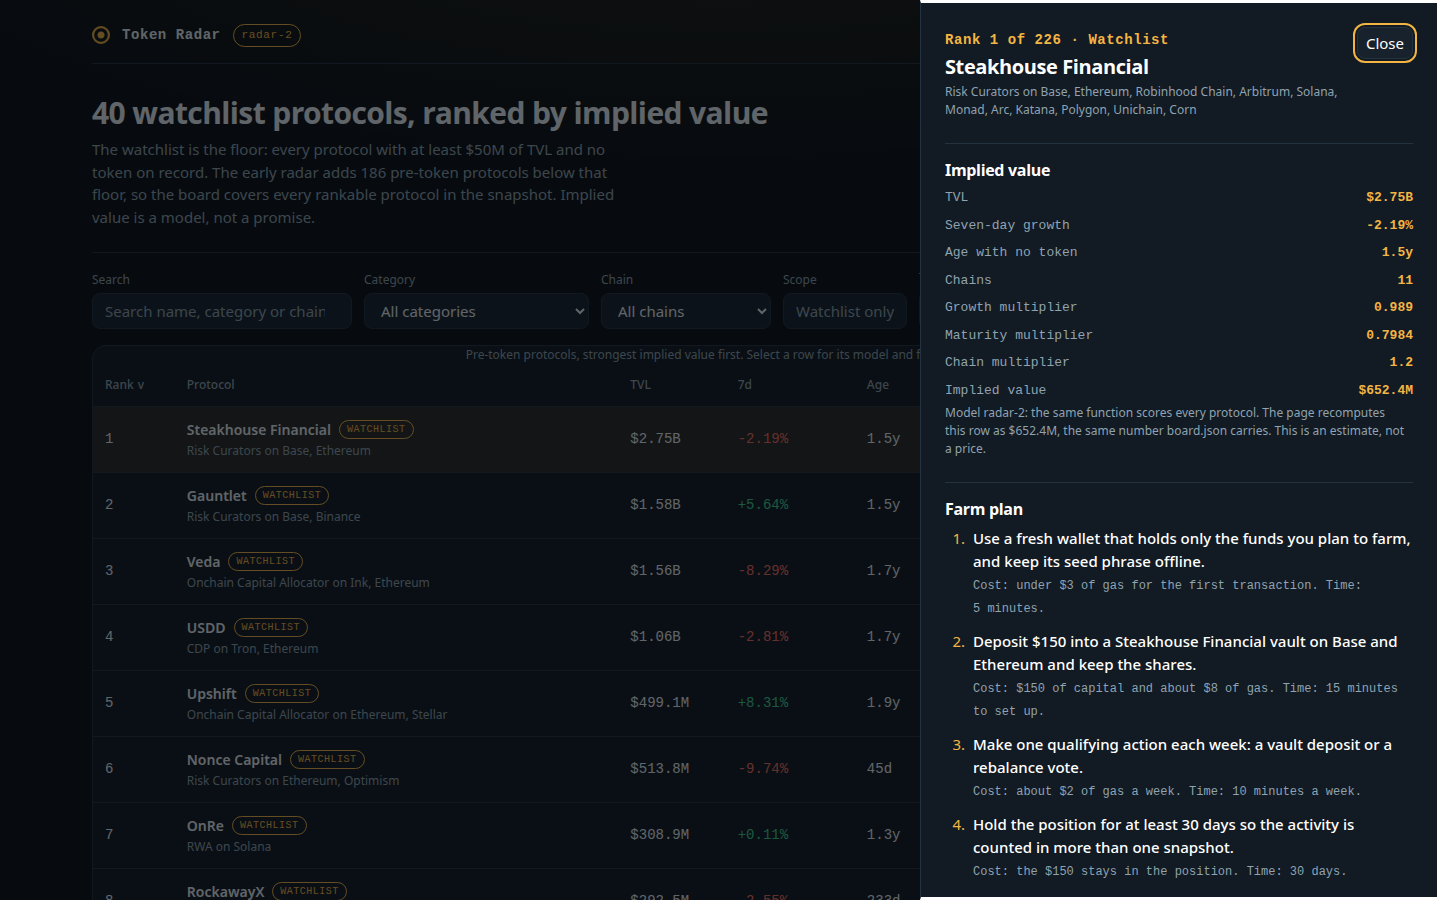 Token Radar
radar-2
40 watchlist protocols, ranked by implied value
The watchlist is the floor: every protocol with at least $50M of TVL and no
token on record. The early radar adds 186 pre-token protocols below that
floor, so the board covers every rankable protocol in the snapshot. Implied
value is a model, not a promise.
Search
Category
Chain
Scope
Search name, category or chain
All categories
All chains
Watchlist only
Pre-token protocols, strongest implied value first. Select a row for its model and f
Rank v
Protocol
TVL
7d
Age
1
Steakhouse Financial
WATCHLIST
Risk Curators on Base, Ethereum
$2.75B
-2.19%
1.5y
2
Gauntlet
WATCHLIST
Risk Curators on Base, Binance
$1.58B
+5.64%
1.5y
3
Veda
WATCHLIST
Onchain Capital Allocator on Ink, Ethereum
$1.56B
-8.29%
1.7y
4
USDD
WATCHLIST
CDP on Tron, Ethereum
$1.06B
-2.81%
1.7y
5
Upshift
WATCHLIST
Onchain Capital Allocator on Ethereum, Stellar
$499.1M
+8.31%
1.9y
6
Nonce Capital
WATCHLIST
Risk Curators on Ethereum, Optimism
$513.8M
-9.74%
45d
7
OnRe
WATCHLIST
RWA on Solana
$308.9M
+0.11%
1.3y
RockawayX
WATCHLIST
Rank 1 of 226 · Watchlist
Close
Steakhouse Financial
Risk Curators on Base, Ethereum, Robinhood Chain, Arbitrum, Solana,
Monad, Arc, Katana, Polygon, Unichain, Corn
Implied value
TVL
$2.75B
Seven-day growth
-2.19%
Age with no token
1.5y
Chains
11
Growth multiplier
0.989
Maturity multiplier
0.7984
Chain multiplier
1.2
Implied value
$652.4M
Model radar-2: the same function scores every protocol. The page recomputes
this row as $652.4M, the same number board.json carries. This is an estimate, not
a price.
Farm plan
1. Use a fresh wallet that holds only the funds you plan to farm,
and keep its seed phrase offline.
Cost: under $3 of gas for the first transaction. Time:
5 minutes.
2. Deposit $150 into a Steakhouse Financial vault on Base and
Ethereum and keep the shares.
Cost: $150 of capital and about $8 of gas. Time: 15 minutes
to set up.
3. Make one qualifying action each week: a vault deposit or a
rebalance vote.
Cost: about $2 of gas a week. Time: 10 minutes a week.
4. Hold the position for at least 30 days so the activity is
counted in more than one snapshot.
Cost: the $150 stays in the position. Time: 30 days.